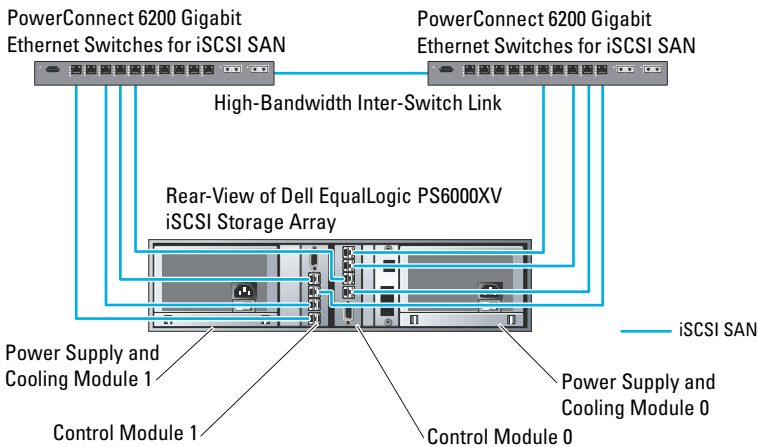 PowerConnect 6200 Gigabit
Ethernet Switches for iSCSI SAN
PowerConnect 6200 Gigabit
Ethernet Switches for iSCSI SAN
High-Bandwidth Inter-Switch Link
Rear-View of Dell EqualLogic PS6000XV
iSCSI Storage Array
iSCSI SAN
Power Supply and
Cooling Module 1
Power Supply and
Cooling Module 0
Control Module 1
Control Module 0